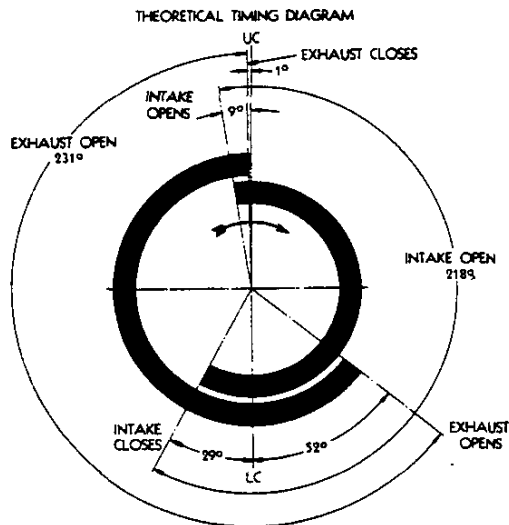 THEORETICAL TIMING DIAGRAM
UC
EXHAUST CLOSES
1°
INTAKE
OPENS
9°
EXHAUST OPEN
231°
INTAKE OPEN
218°
INTAKE
CLOSES
29°
52°
LC
EXHAUST
OPENS